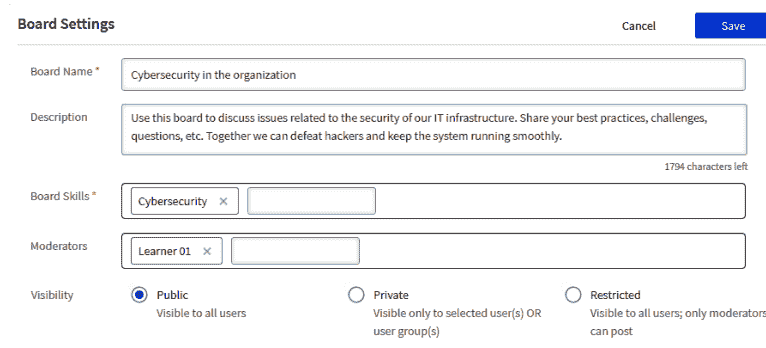 Board Settings
Cancel
Save
Board Name *
Cybersecurity in the organization
Description
Use this board to discuss issues related to the security of our IT infrastructure. Share your best practices, challenges,
questions, etc. Together we can defeat hackers and keep the system running smoothly.
1794 characters left
Board Skills *
Cybersecurity ×
Moderators
Learner 01 ×
Visibility
Public
Visible to all users
Private
Visible only to selected user(s) OR
user group(s)
Restricted
Visible to all users; only moderators
can post